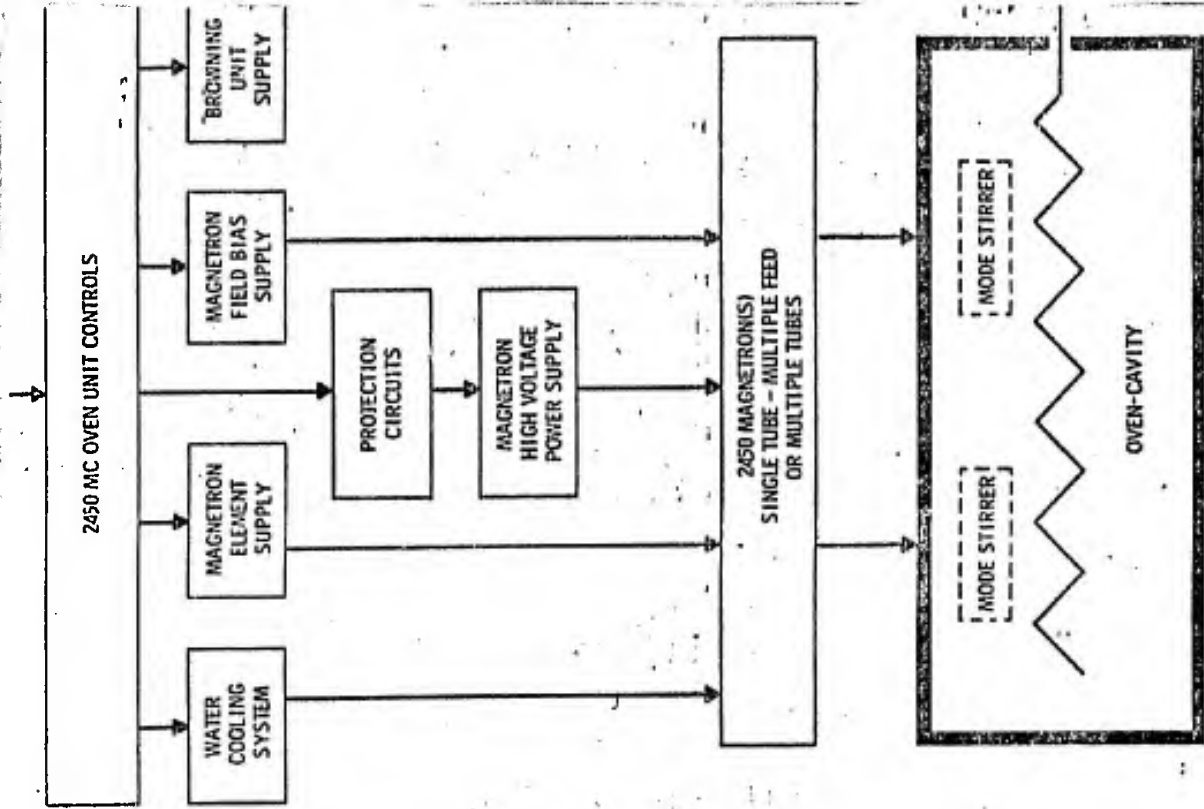 2450 MC OVEN UNIT CONTROLS
WATER
COOLING
SYSTEM
MAGNETRON
ELEMENT
SUPPLY
MAGNETRON
FIELD BIAS
SUPPLY
BROWNING
UNIT
SUPPLY
PROTECTION
CIRCUITS
MAGNETRON
HIGH VOLTAGE
POWER SUPPLY
2450 MAGNETRON(S)
SINGLE TUBE - MULTIPLE FEED
OR MULTIPLE TUBES
MODE STIRRER
MODE STIRRER
OVEN-CAVITY